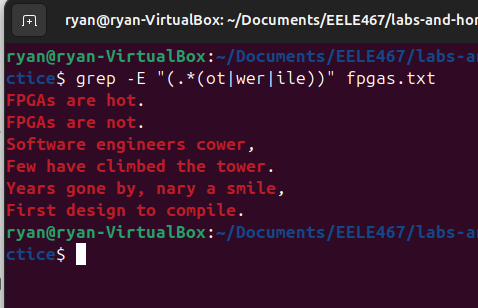 ryan@ryan-VirtualBox: ~/Documents/EELE467/labs-and-hor
ryan@ryan-VirtualBox:~/Documents/EELE467/labs-a
ctice$ grep -E "(.*(ot|wer|ile))" fpgas.txt
FPGAs are hot.
FPGAs are not.
Software engineers cower,
Few have climbed the tower.
Years gone by, nary a smile,
First design to compile.
ryan@ryan-VirtualBox:~/Documents/EELE467/labs-a
ctice$